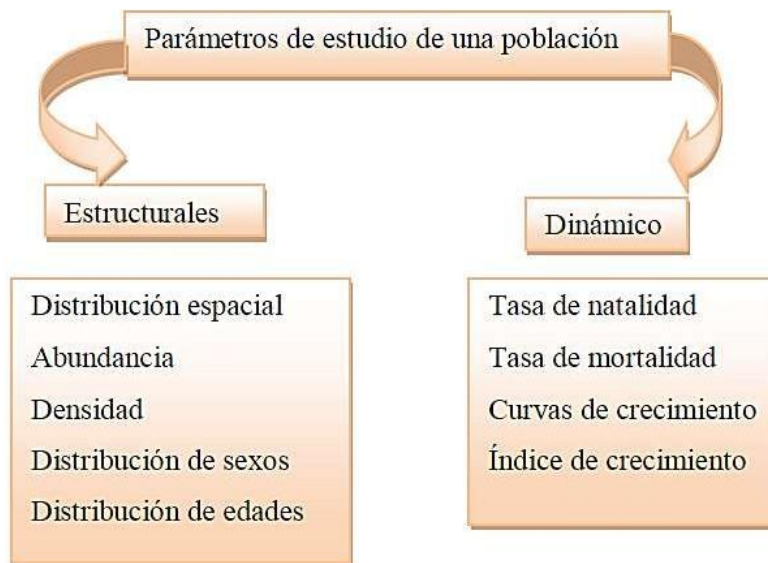 Parámetros de estudio de una población
Estructurales
Distribución espacial
Abundancia
Densidad
Distribución de sexos
Distribución de edades
Dinámico
Tasa de natalidad
Tasa de mortalidad
Curvas de crecimiento
Índice de crecimiento